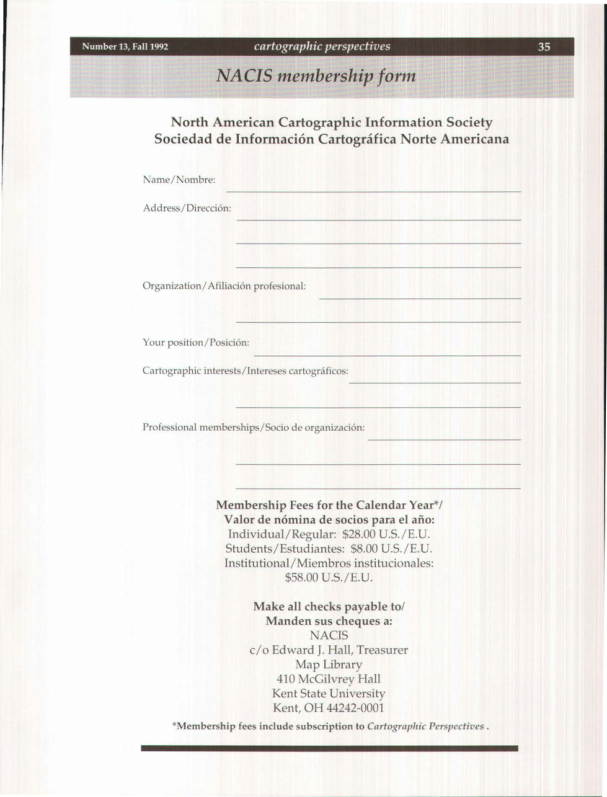 Number 13, Fall 1992 cartographic perspectives 35
NACIS membership form
North American Cartographic Information Society
Sociedad de Información Cartográfica Norte Americana
Name/Nombre:
Address/Dirección:
Organization/Afiliación profesional:
Your position/Posición:
Cartographic interests/Intereses cartográficos:
Professional memberships/Socio de organización:
Membership Fees for the Calendar Year*/
Valor de nómina de socios para el año:
Individual/Regular: $28.00 U.S./E.U.
Students/Estudiantes: $8.00 U.S./E.U.
Institutional/Miembros institucionales:
$58.00 U.S./E.U.
Make all checks payable to/
Manden sus cheques a:
NACIS
c/o Edward J. Hall, Treasurer
Map Library
410 McGilvrey Hall
Kent State University
Kent, OH 44242-0001
*Membership fees include subscription to Cartographic Perspectives .